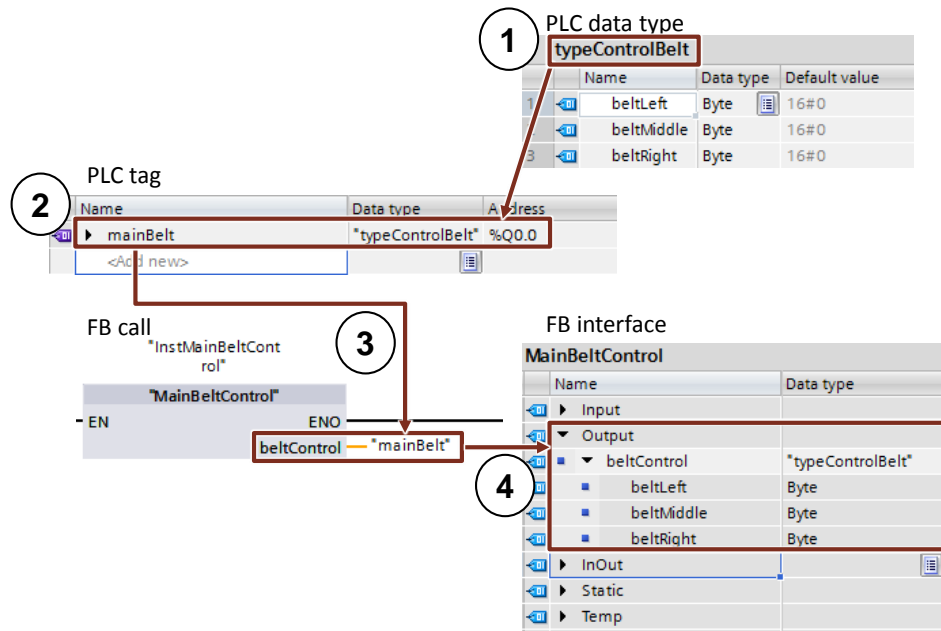 1
PLC data type
typeControlBelt
Name Data type Default value
1 beltLeft Byte 16#0
beltMiddle Byte 16#0
3 beltRight Byte 16#0
2
PLC tag
Name Data type Address
mainBelt "typeControlBelt" %Q0.0
<Add new>
FB call
"InstMainBeltCont
rol"
"MainBeltControl"
EN ENO
beltControl "mainBelt"
3
4
FB interface
MainBeltControl
Name Data type
Input
Output
beltControl "typeControlBelt"
beltLeft Byte
beltMiddle Byte
beltRight Byte
InOut
Static
Temp